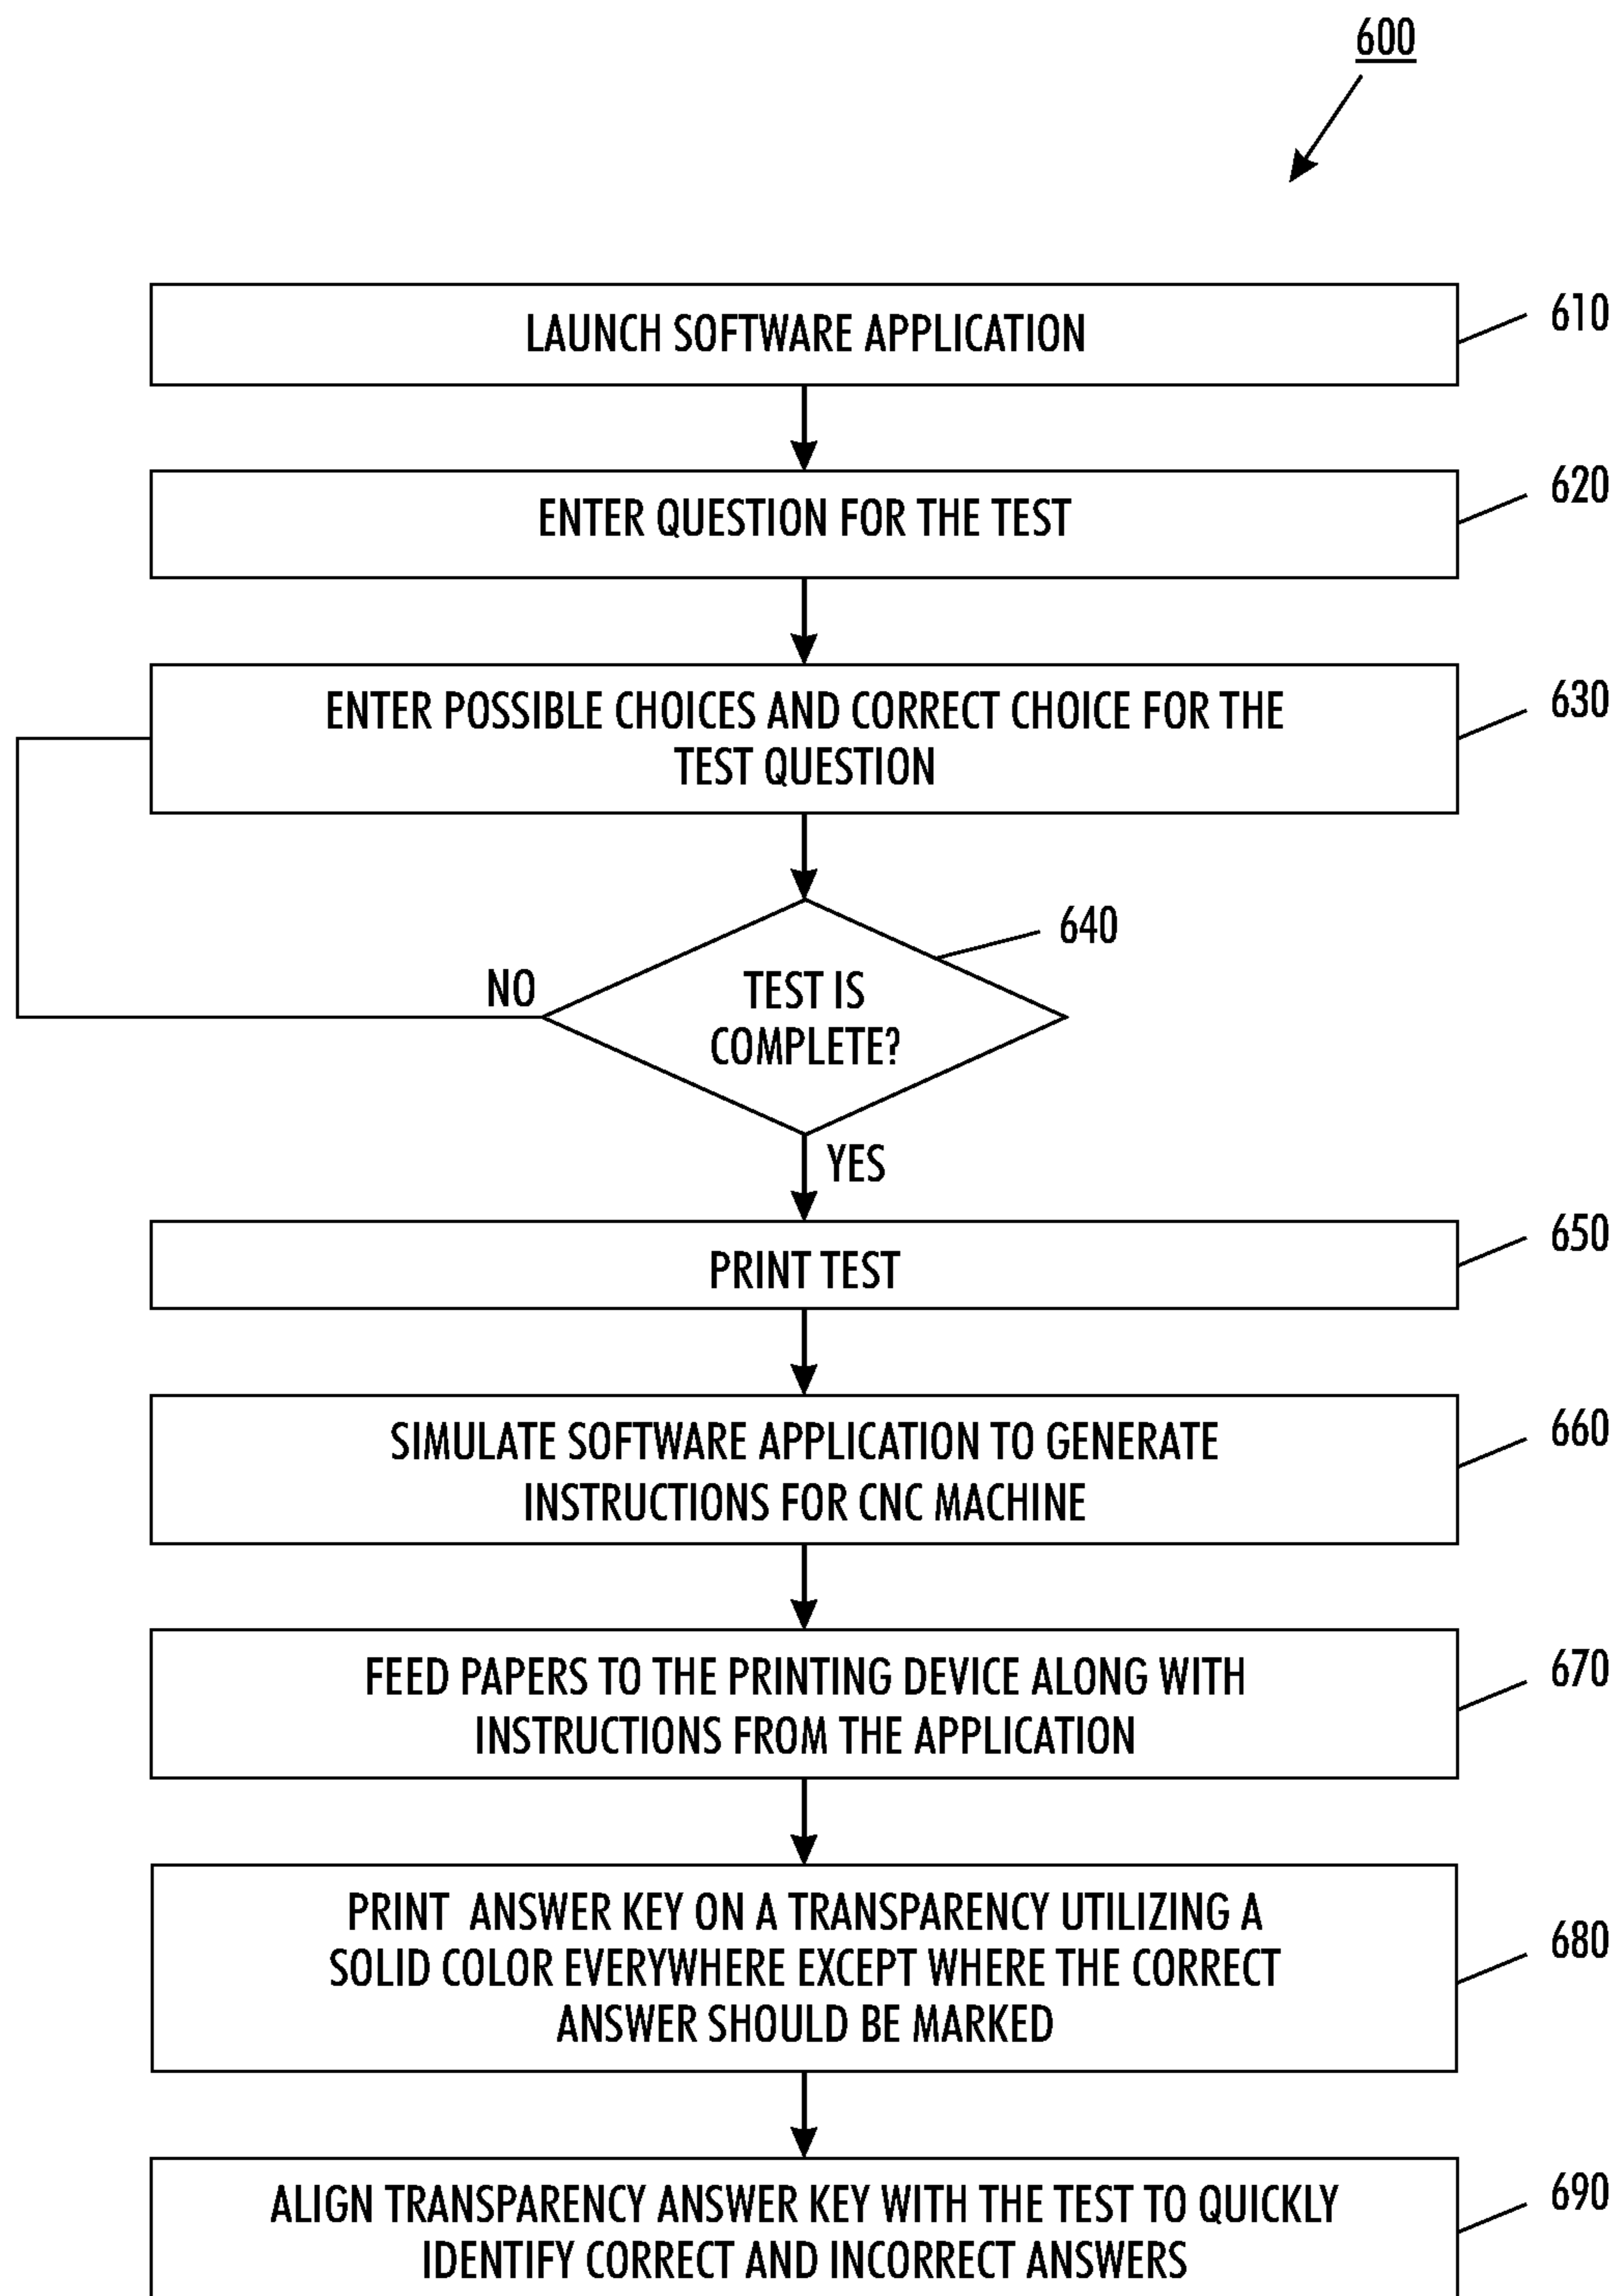 600
LAUNCH SOFTWARE APPLICATION
610
ENTER QUESTION FOR THE TEST
620
ENTER POSSIBLE CHOICES AND CORRECT CHOICE FOR THE
TEST QUESTION
630
640
NO
TEST IS
COMPLETE?
YES
PRINT TEST
650
SIMULATE SOFTWARE APPLICATION TO GENERATE
INSTRUCTIONS FOR CNC MACHINE
660
FEED PAPERS TO THE PRINTING DEVICE ALONG WITH
INSTRUCTIONS FROM THE APPLICATION
670
PRINT ANSWER KEY ON A TRANSPARENCY UTILIZING A
SOLID COLOR EVERYWHERE EXCEPT WHERE THE CORRECT
ANSWER SHOULD BE MARKED
680
ALIGN TRANSPARENCY ANSWER KEY WITH THE TEST TO QUICKLY
IDENTIFY CORRECT AND INCORRECT ANSWERS
690